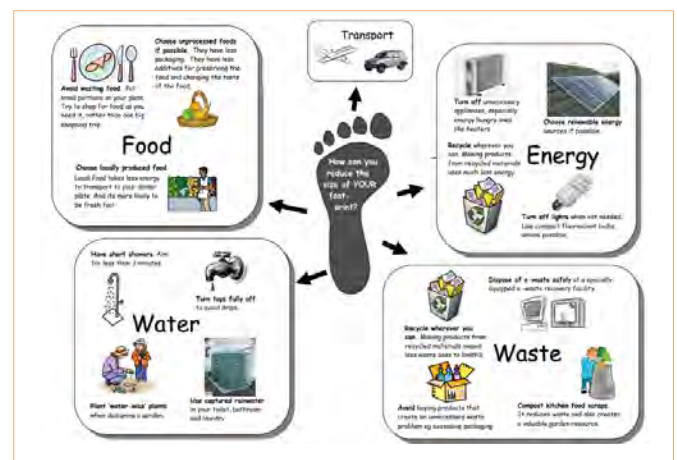 Transport
Choose unprocessed foods
if possible. They have less
packaging. They have less
additives for preserving the
food and changing the taste
of the food.
Avoid wasting food. Put
small portions on your plate.
Try to shop for food as you
need it, rather than one big
shopping trip.
Food
Choose locally produced food.
Local food takes less energy
to transport to your dinner
plate. And its more likely to
be fresh too!
How can you
reduce the
size of YOUR
foot-
print?
Turn off unnecessary
appliances, especially
energy hungry ones
like heaters
Choose renewable energy
sources if possible.
Recycle wherever you
can. Making products
from recycled materials
uses much less energy.
Energy
Turn off lights when not needed.
Use compact fluorescent bulbs
where possible.
Have short showers. Aim
for less than 3 minutes.
Turn taps fully off
to avoid drips.
Water
Plant 'water-wise' plants
when designing a garden.
Use captured rainwater
in your toilet, bathroom
and laundry.
Dispose of e-waste safely at a specially
equipped e-waste recovery facility.
Recycle wherever you
can. Making products from
recycled materials means
less waste goes to landfill.
Waste
Avoid buying products that
create an unnecessary waste
problem eg excessive packaging
Compost kitchen food scraps.
It reduces waste and also creates
a valuable garden resource.